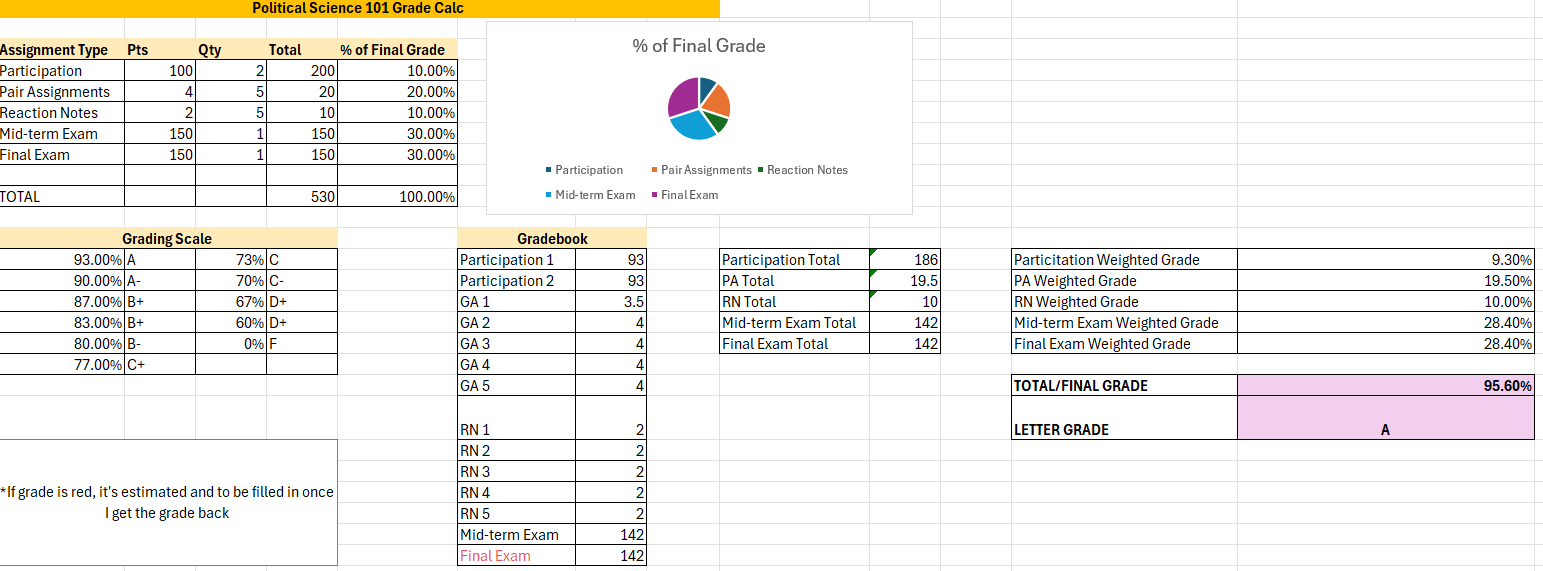 Political Science 101 Grade Calc
% of Final Grade
Assignment Type Pts Qty Total % of Final Grade
Participation 100 2 200 10.00%
Pair Assignments 4 5 20 20.00%
Reaction Notes 2 5 10 10.00%
Mid-term Exam 150 1 150 30.00%
Final Exam 150 1 150 30.00%
TOTAL 530 100.00%
Participation Pair Assignments Reaction Notes
Mid-term Exam Final Exam
Grading Scale
93.00% A 73% C
90.00% A- 70% C-
87.00% B+ 67% D+
83.00% B+ 60% D+
80.00% B- 0% F
77.00% C+
*If grade is red, it's estimated and to be filled in once
I get the grade back
Gradebook
Participation 1 93
Participation 2 93
GA 1 3.5
GA 2 4
GA 3 4
GA 4 4
GA 5 4
RN 1 2
RN 2 2
RN 3 2
RN 4 2
RN 5 2
Mid-term Exam 142
Final Exam 142
Participation Total 186
PA Total 19.5
RN Total 10
Mid-term Exam Total 142
Final Exam Total 142
Particitation Weighted Grade 9.30%
PA Weighted Grade 19.50%
RN Weighted Grade 10.00%
Mid-term Exam Weighted Grade 28.40%
Final Exam Weighted Grade 28.40%
TOTAL/FINAL GRADE 95.60%
LETTER GRADE A